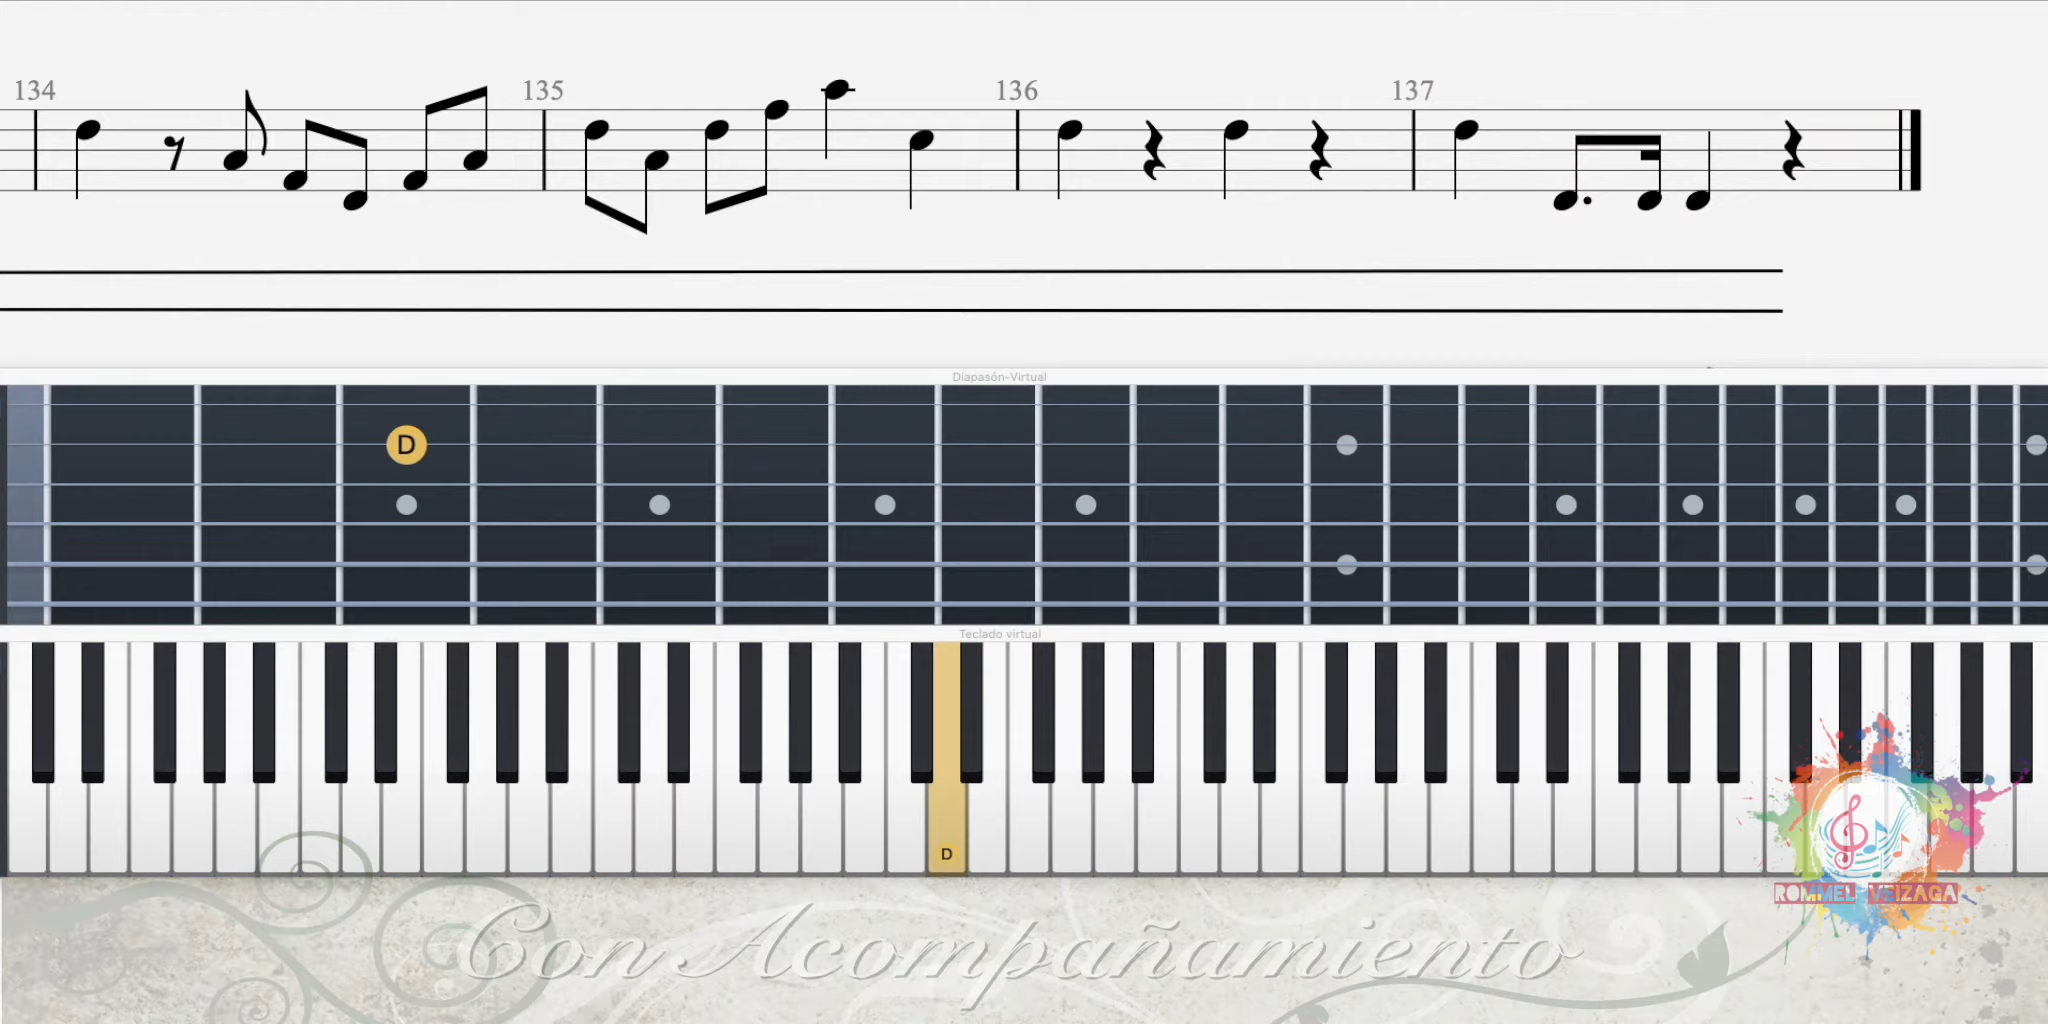 134 135 136 137
Diapasón-Virtual
D
Teclado virtual
D
ROMMEL VEIZAGA
Con Acompañamiento